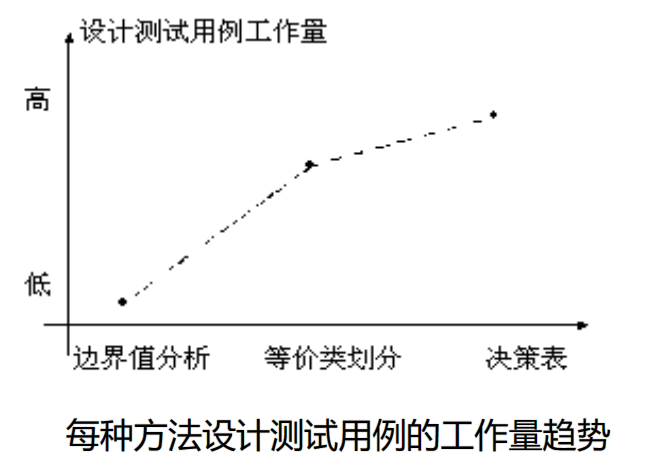 设计测试用例工作量
高
低
边界值分析 等价类划分 决策表
每种方法设计测试用例的工作量趋势